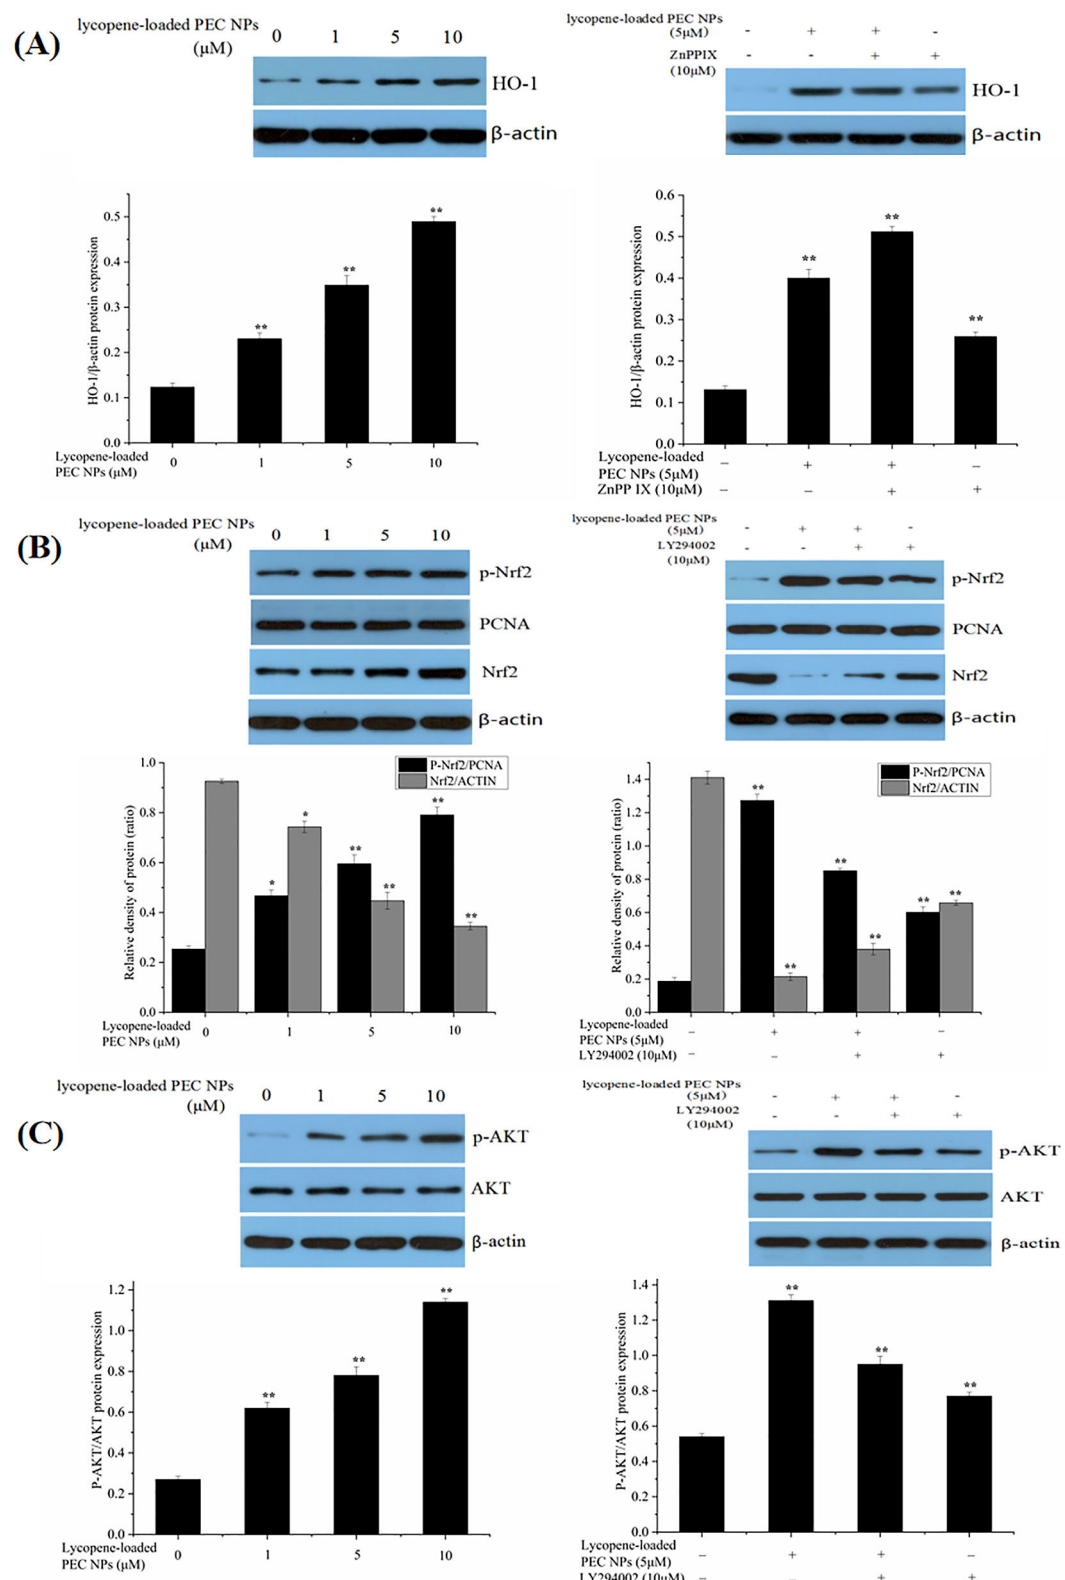 (A)
lycopene-loaded PEC NPs
(μM)
0 1 5 10
HO-1
β-actin
lycopene-loaded PEC NPs
(5μM)
- + + -
ZnPPIX
(10μM)
- - + +
HO-1
β-actin
HO-1/β-actin protein expression
0.5
0.4
0.3
0.2
0.1
0.0
** ** **
Lycopene-loaded
PEC NPs (μM)
0 1 5 10
HO-1/β-actin protein expression
0.6
0.5
0.4
0.3
0.2
0.1
0.0
** ** **
Lycopene-loaded
PEC NPs (5μM)
– + + –
ZnPP IX (10μM)
– – + +
(B)
lycopene-loaded PEC NPs
(μM)
0 1 5 10
p-Nrf2
PCNA
Nrf2
β-actin
lycopene-loaded PEC NPs
(5μM)
- + + -
LY294002
(10μM)
- - + +
p-Nrf2
PCNA
Nrf2
β-actin
Relative density of protein (ratio)
1.0
0.8
0.6
0.4
0.2
0.0
P-Nrf2/PCNA
Nrf2/ACTIN
* * ** ** ** **
Lycopene-loaded
PEC NPs (μM)
0 1 5 10
Relative density of protein (ratio)
1.4
1.2
1.0
0.8
0.6
0.4
0.2
0.0
P-Nrf2/PCNA
Nrf2/ACTIN
** ** ** ** ** **
Lycopene-loaded
PEC NPs (5μM)
– + + –
LY294002 (10μM)
– – + +
(C)
lycopene-loaded PEC NPs
(μM)
0 1 5 10
p-AKT
AKT
β-actin
lycopene-loaded PEC NPs
(5μM)
- + + -
LY294002
(10μM)
- - + +
p-AKT
AKT
β-actin
P-AKT/AKT protein expression
1.2
1.0
0.8
0.6
0.4
0.2
0.0
** ** **
Lycopene-loaded
PEC NPs (μM)
0 1 5 10
P-AKT/AKT protein expression
1.4
1.2
1.0
0.8
0.6
0.4
0.2
0.0
** ** **
Lycopene-loaded
PEC NPs (5μM)
– + + –
LY294002 (10μM)
– – + +